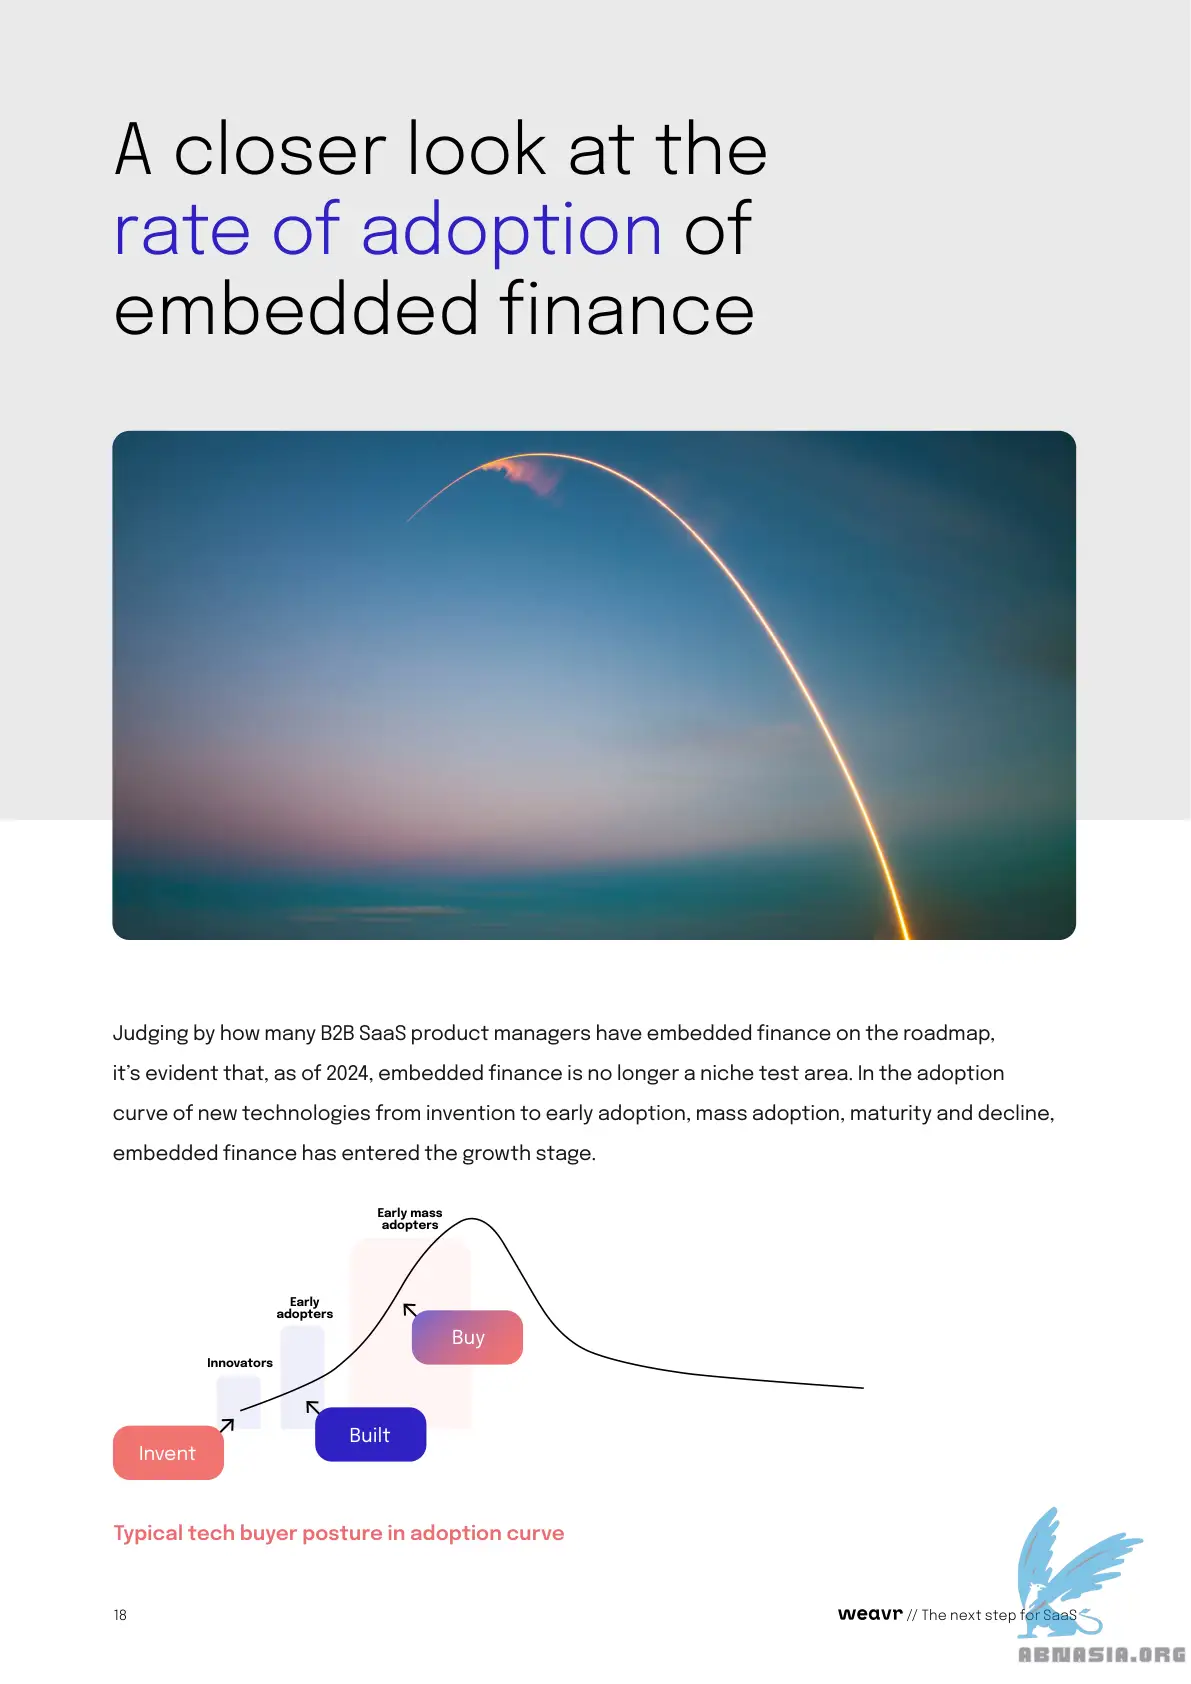 A closer look at the
rate of adoption of
embedded finance
Judging by how many B2B SaaS product managers have embedded finance on the roadmap,
it's evident that, as of 2024, embedded finance is no longer a niche test area. In the adoption
curve of new technologies from invention to early adoption, mass adoption, maturity and decline,
embedded finance has entered the growth stage.
Early mass
adopters
Early
adopters
Innovators
Buy
Built
Invent
Typical tech buyer posture in adoption curve
18
weavr // The next step for SaaS
ABNASIA.ORG